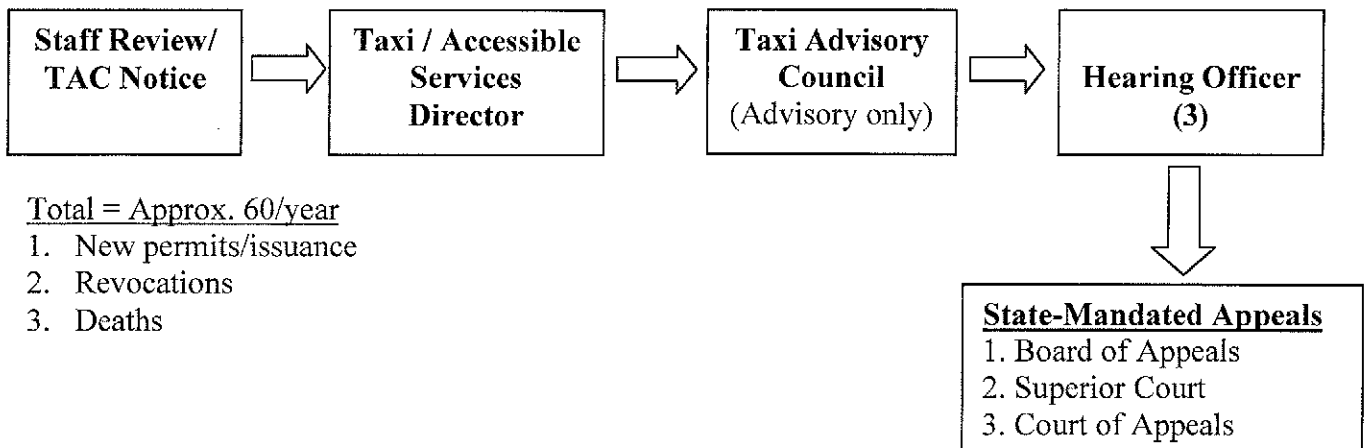 Staff Review/
TAC Notice
Taxi / Accessible
Services
Director
Taxi Advisory
Council
(Advisory only)
Hearing Officer
(3)
Total = Approx. 60/year
1. New permits/issuance
2. Revocations
3. Deaths
State-Mandated Appeals
1. Board of Appeals
2. Superior Court
3. Court of Appeals